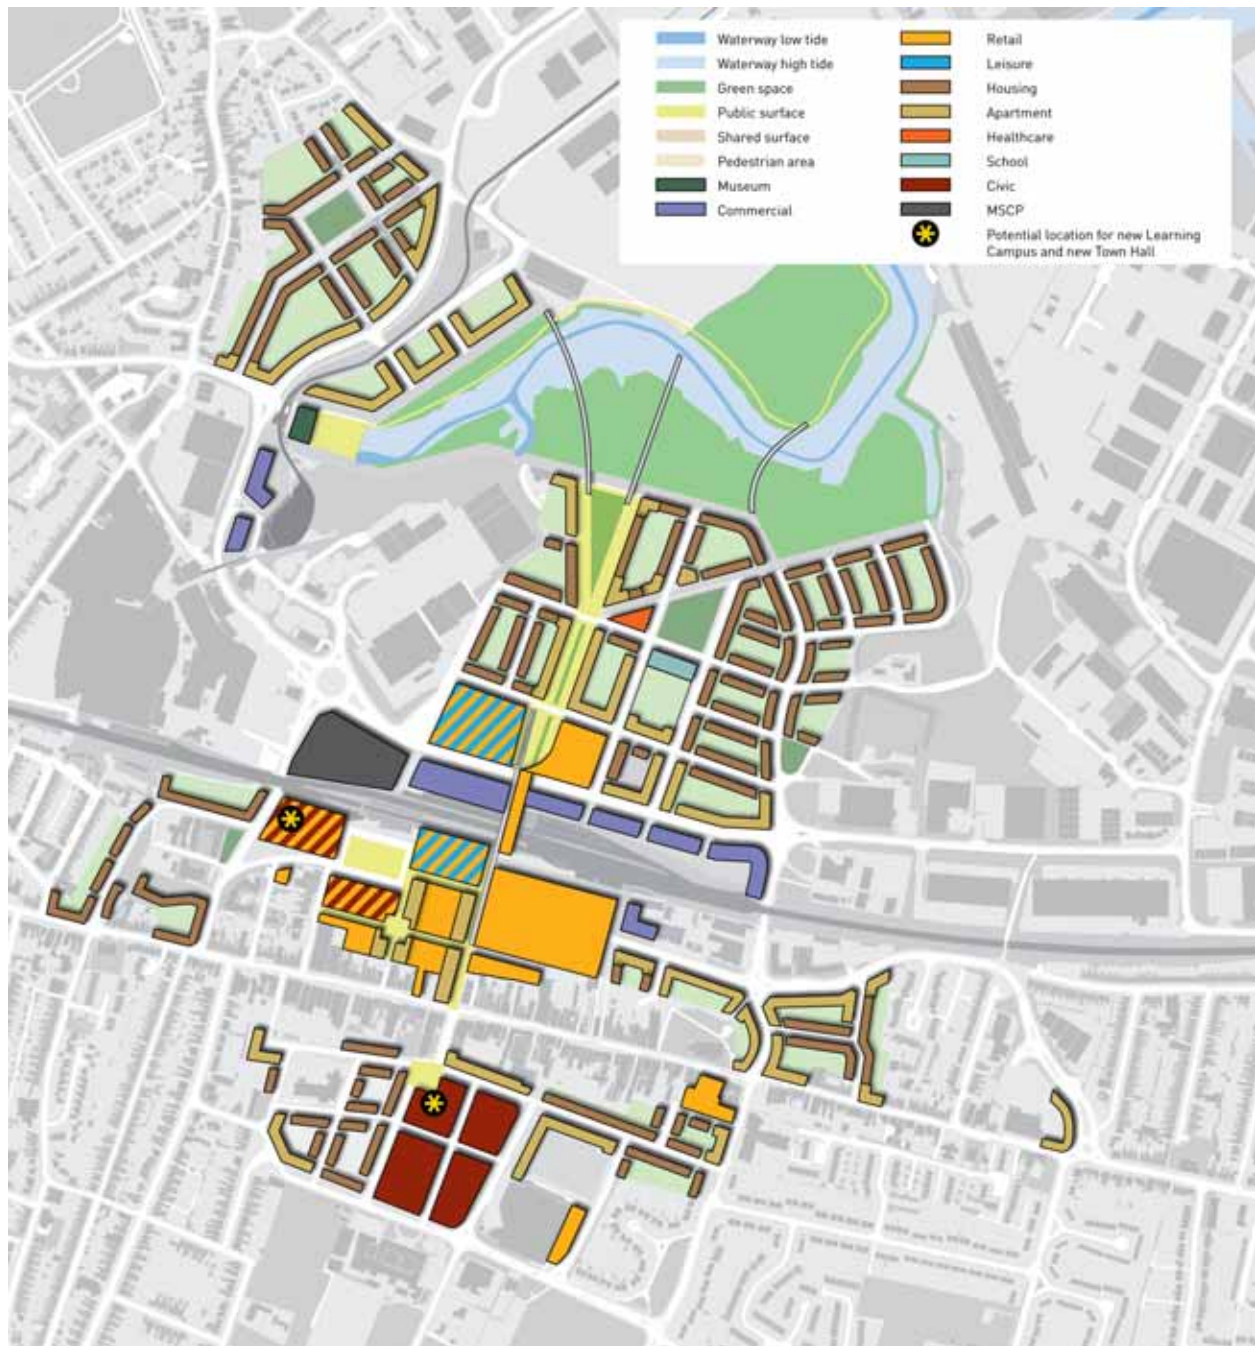 Waterway low tide
Waterway high tide
Green space
Public surface
Shared surface
Pedestrian area
Museum
Commercial
Retail
Leisure
Housing
Apartment
Healthcare
School
Civic
MSCP
Potential location for new Learning
Campus and new Town Hall